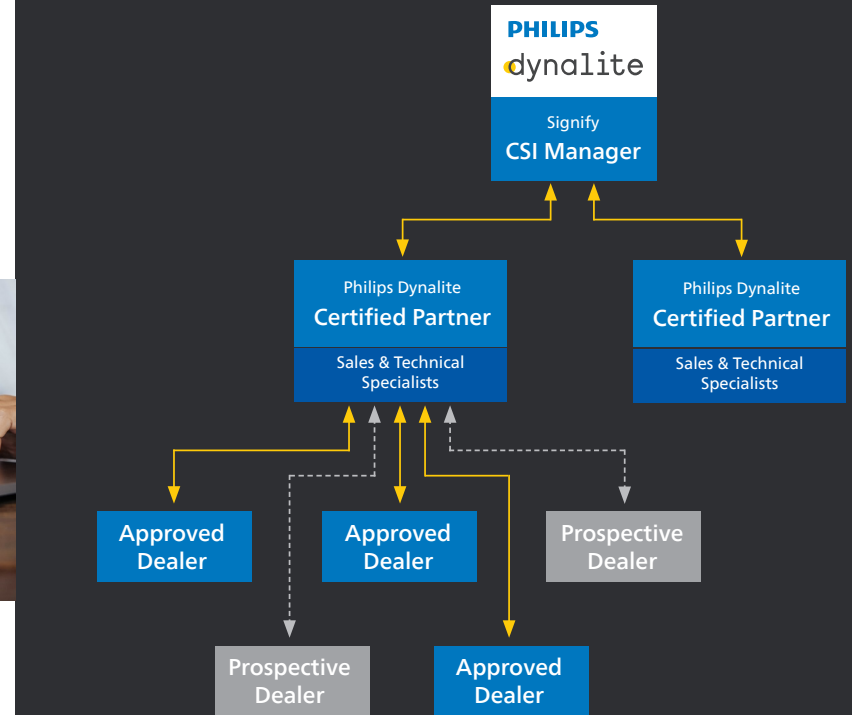 PHILIPS
dynalite
Signify
CSI Manager
Philips Dynalite
Certified Partner
Sales & Technical
Specialists
Philips Dynalite
Certified Partner
Sales & Technical
Specialists
Approved
Dealer
Approved
Dealer
Prospective
Dealer
Prospective
Dealer
Approved
Dealer